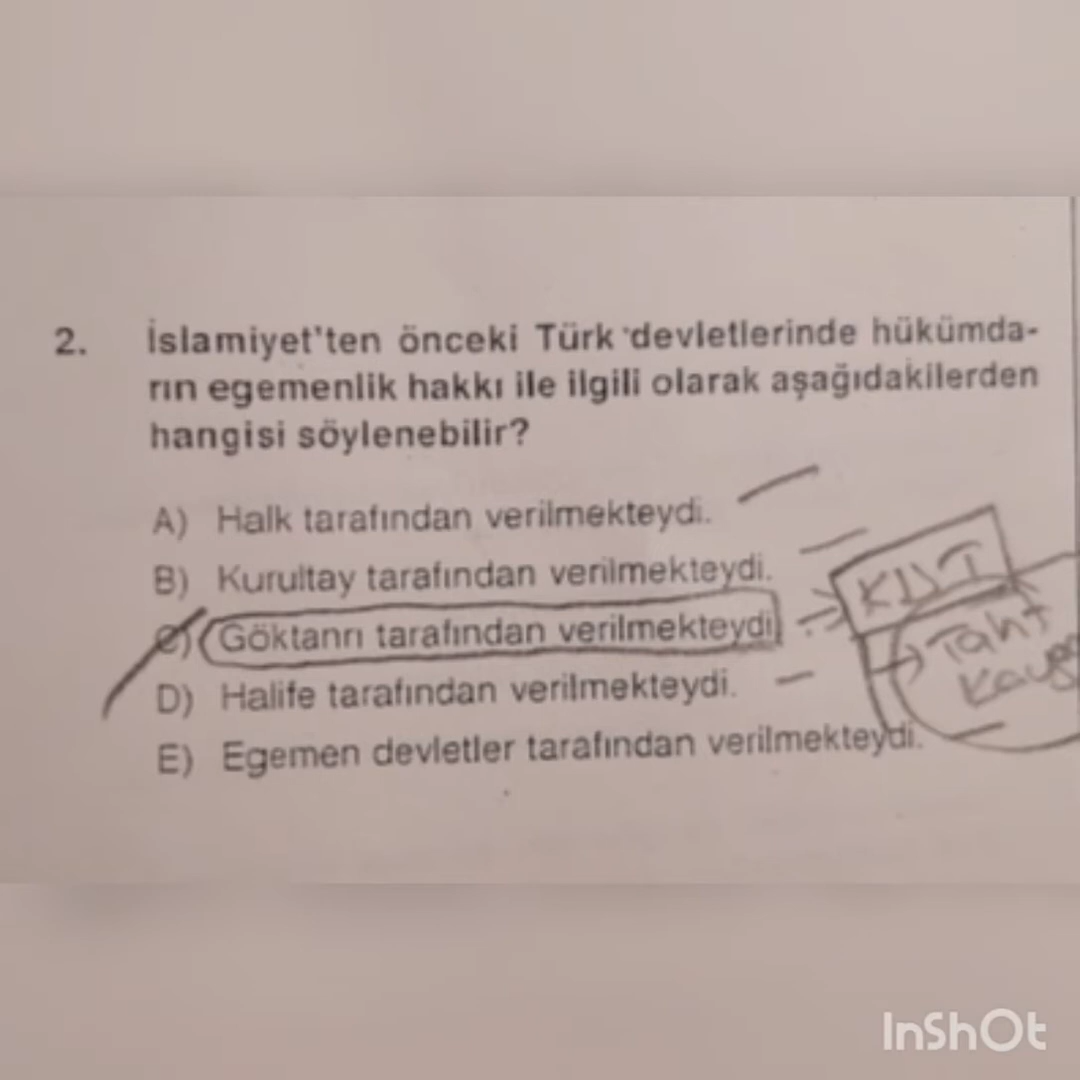 2. İslamiyet'ten önceki Türk devletlerinde hükümda-
rın egemenlik hakkı ile ilgili olarak aşağıdakilerden
hangisi söylenebilir?
A) Halk tarafından verilmekteydi.
B) Kurultay tarafından verilmekteydi.
C) Göktanrı tarafından verilmekteydi
D) Halife tarafından verilmekteydi.
E) Egemen devletler tarafından verilmekteydi.
KUT
Taht
InShOt